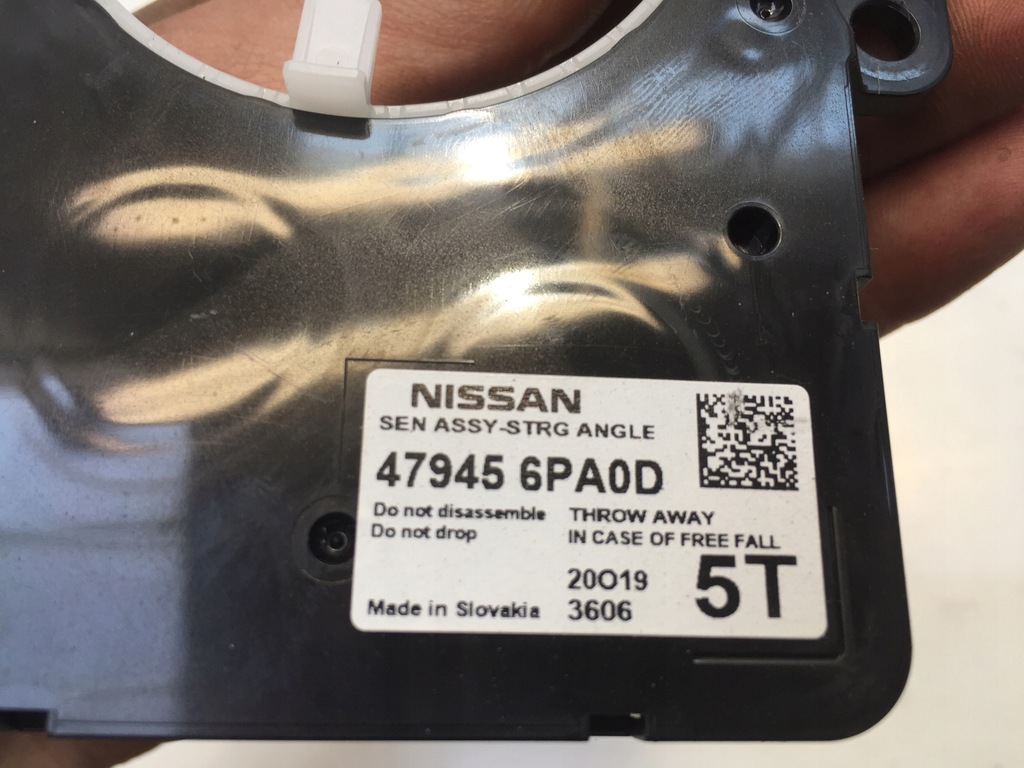 NISSAN
SEN ASSY-STRG ANGLE
47945 6PA0D
Do not disassemble THROW AWAY
Do not drop IN CASE OF FREE FALL
20O19 5T
Made in Slovakia 3606